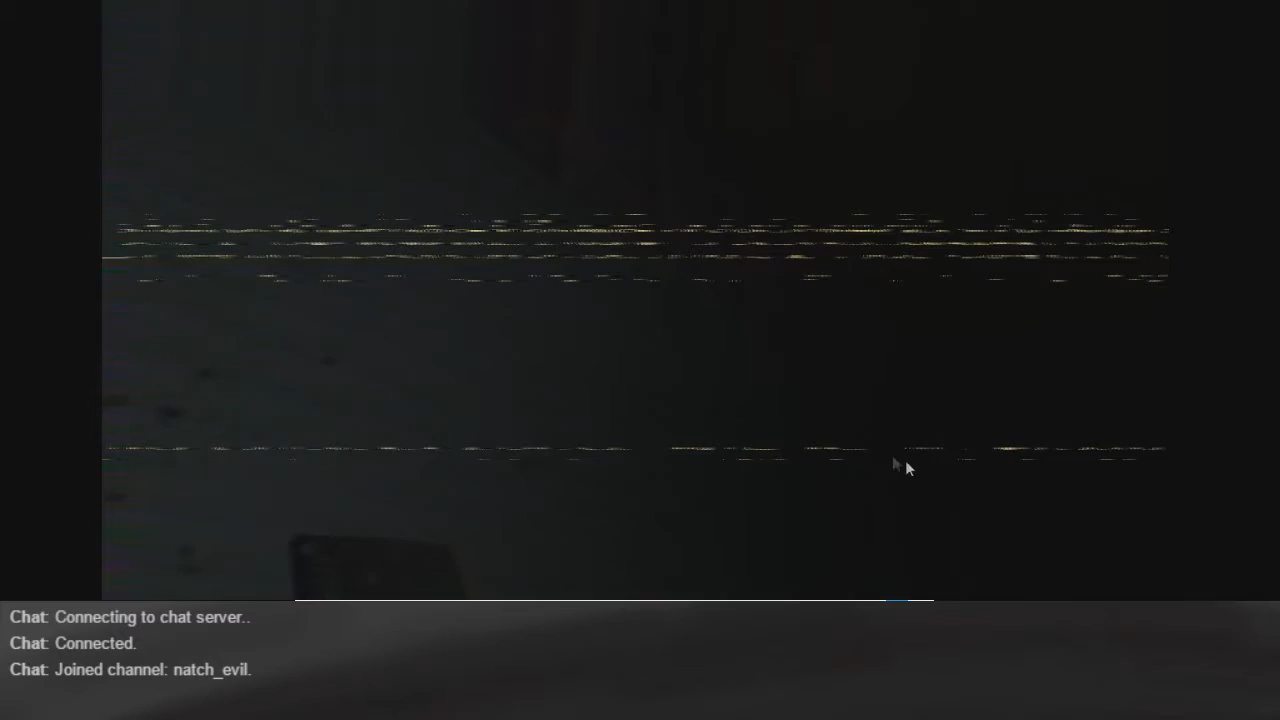 Chat: Connecting to chat server..
Chat: Connected.
Chat: Joined channel: natch_evil.